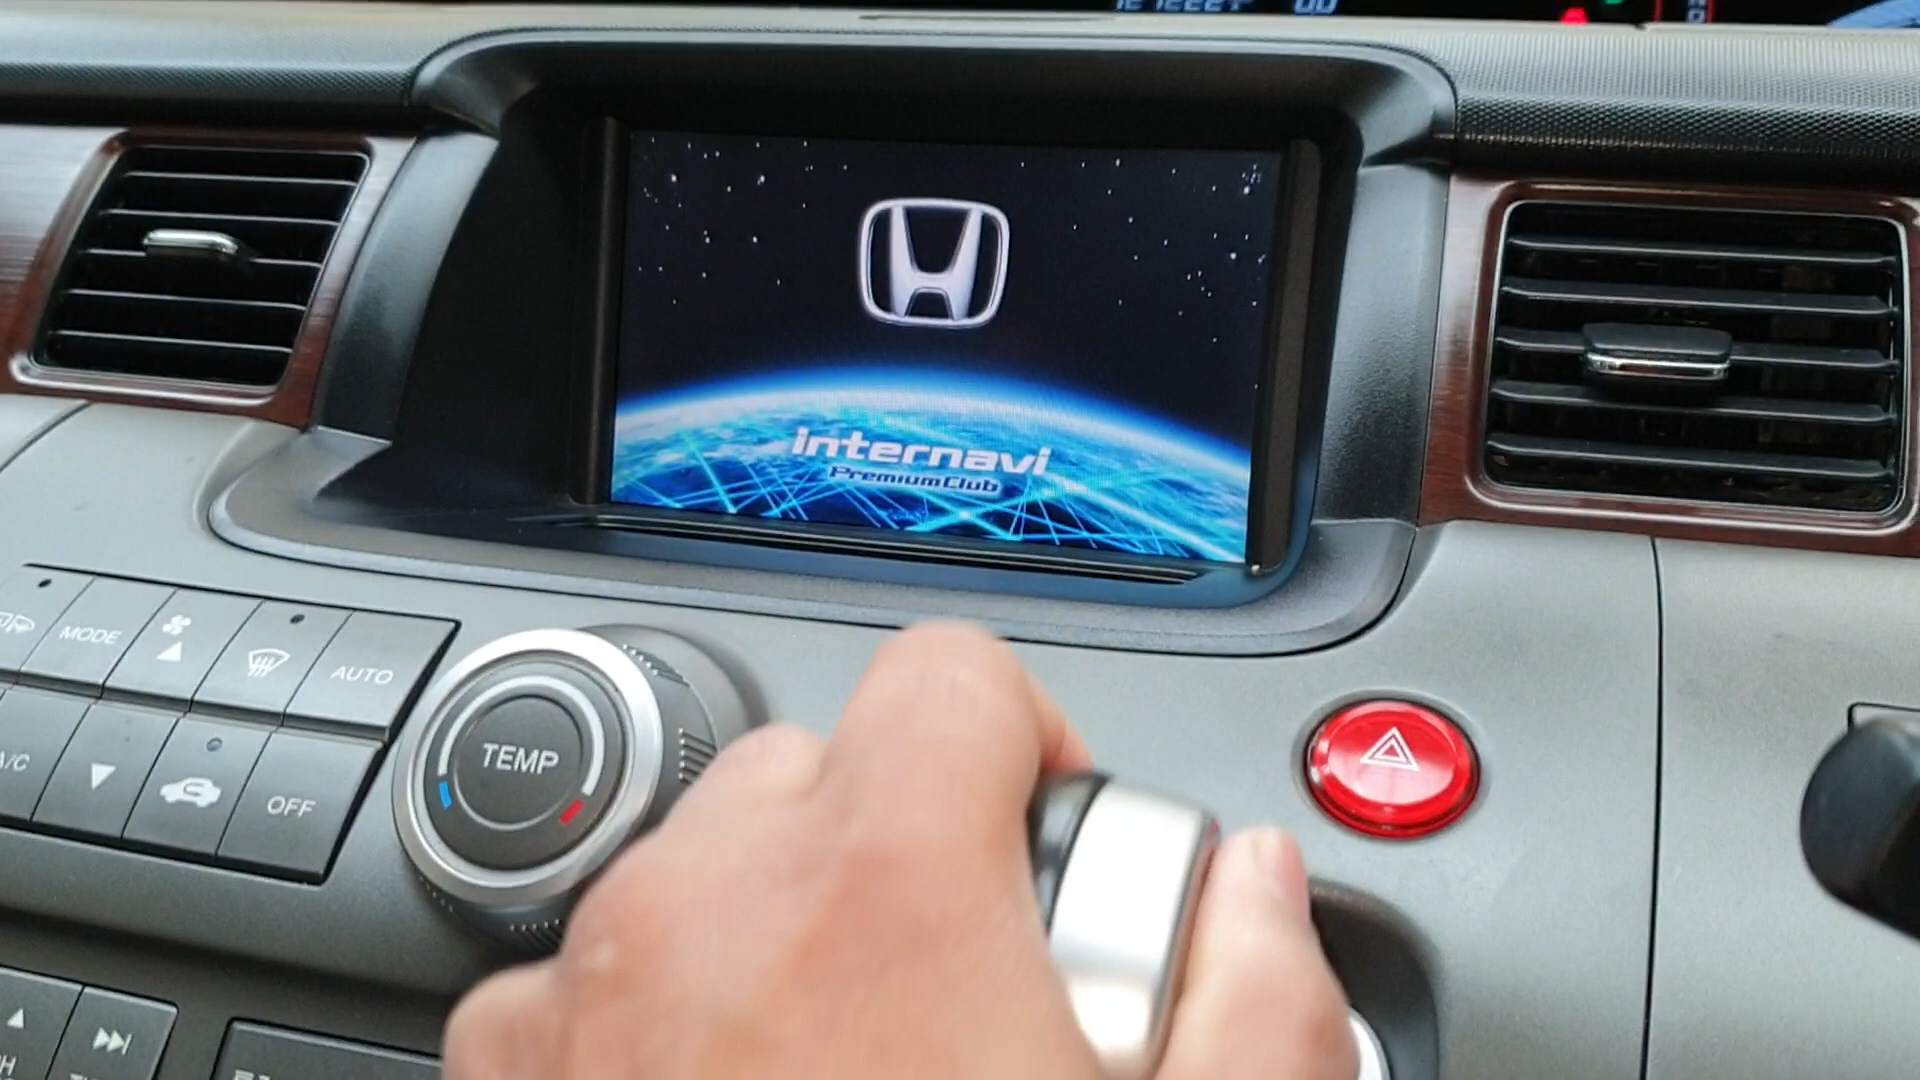 internavi
PremiumClub
MODE
AUTO
A/C
OFF
TEMP